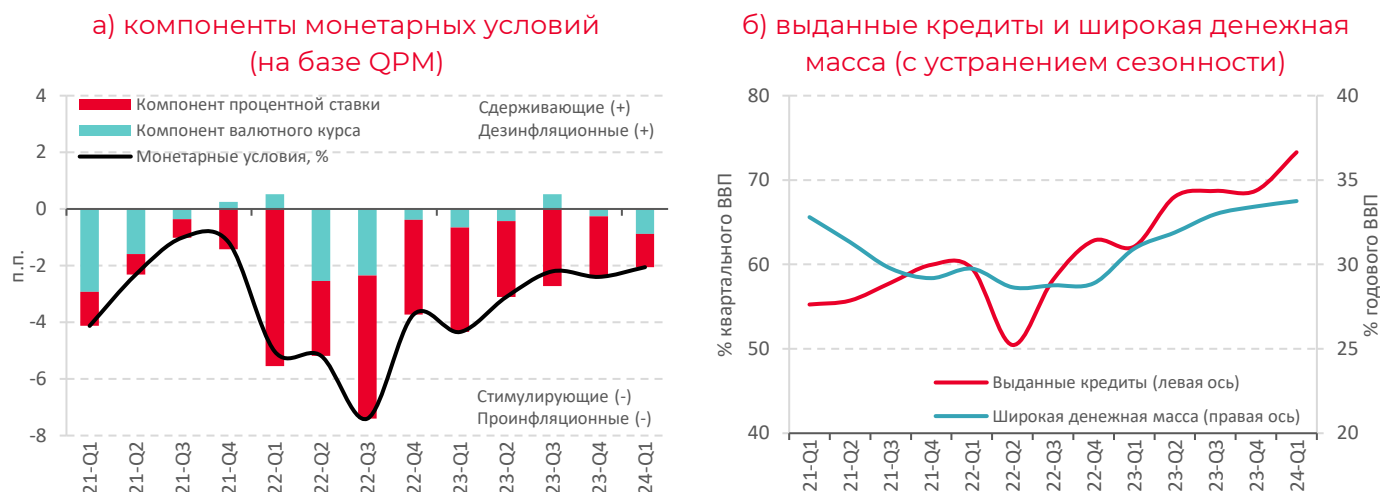 а) компоненты монетарных условий
(на базе QPM)
4
2
0
-2
-4
-6
-8
п.п.
Компонент процентной ставки
Компонент валютного курса
Монетарные условия, %
Сдерживающие (+)
Дезинфляционные (+)
Стимулирующие (-)
Проинфляционные (-)
21-Q1
21-Q2
21-Q3
21-Q4
22-Q1
22-Q2
22-Q3
22-Q4
23-Q1
23-Q2
23-Q3
23-Q4
24-Q1
б) выданные кредиты и широкая денежная
масса (с устранением сезонности)
80
70
60
50
40
% квартального ВВП
40
35
30
25
20
% годового ВВП
Выданные кредиты (левая ось)
Широкая денежная масса (правая ось)
21-Q1
21-Q2
21-Q3
21-Q4
22-Q1
22-Q2
22-Q3
22-Q4
23-Q1
23-Q2
23-Q3
23-Q4
24-Q1